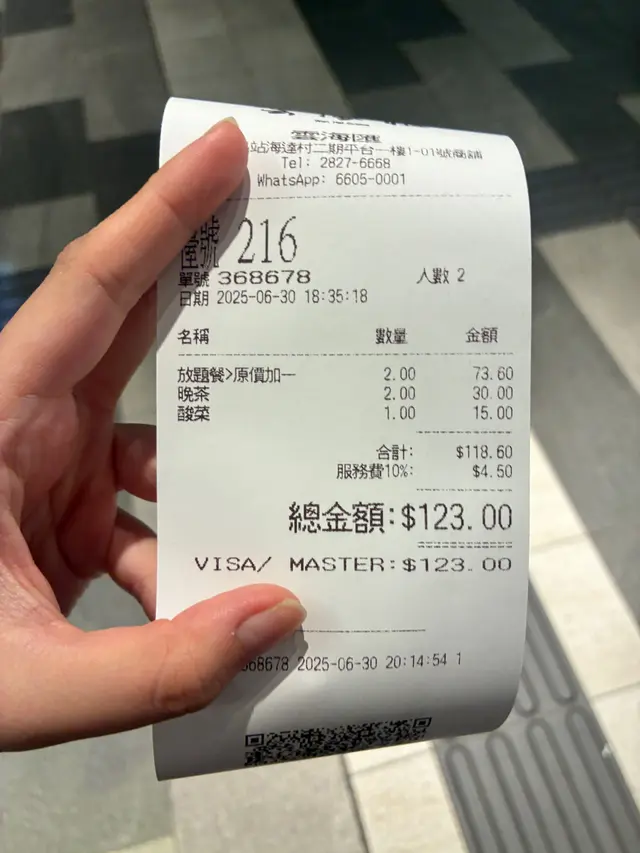 雲海匯
站海達村二期平台一樓1-01號商舖
Tel: 2827-6668
WhatsApp: 6605-0001
檯號 216
單號 368678 人數 2
日期 2025-06-30 18:35:18
名稱 數量 金額
放題餐>原價加一 2.00 73.60
晚茶 2.00 30.00
酸菜 1.00 15.00
合計: $118.60
服務費10%: $4.50
總金額:$123.00
VISA/ MASTER:$123.00
368678 2025-06-30 20:14:54 1